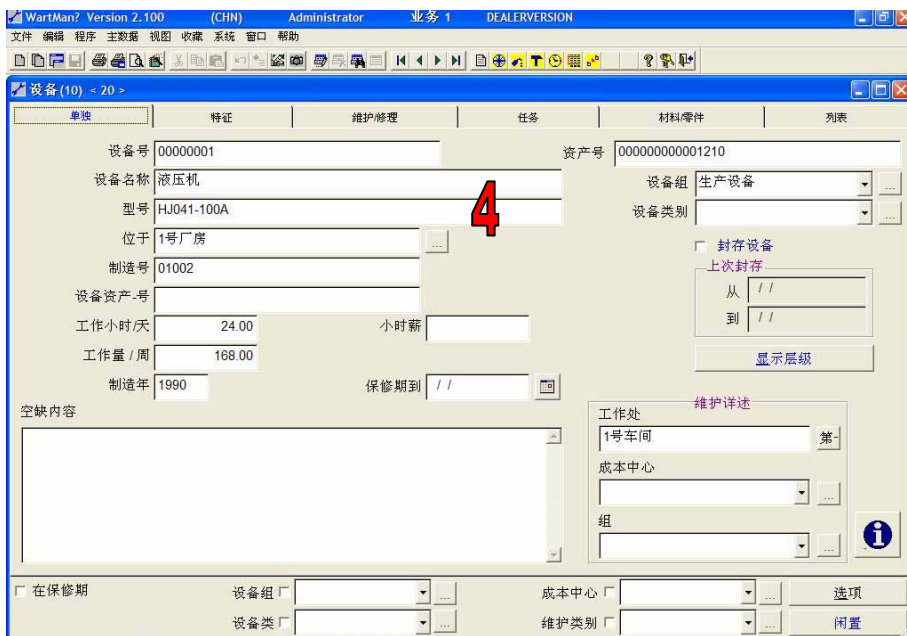 WartMan? Version 2.100 (CHN) Administrator 业务 1 DEALERVERSION
文件 编辑 程序 主数据 视图 收藏 系统 窗口 帮助
设备(10) < 20 >
单独 特征 维护/修理 任务 材料/零件 列表
设备号 00000001 资产号 000000000001210
设备名称 液压机 设备组 生产设备 ...
型号 HJ041-100A 4 设备类别 ...
位于 1号厂房 ... 封存设备
制造号 01002 上次封存
设备资产-号 从 / /
工作小时/天 24.00 小时薪 到 / /
工作量 / 周 168.00 显示层级
制造年 1990 保修期到 / /
空缺内容 维护详述
工作处
1号车间 第-
成本中心
...
组
...
在保修期 设备组 ... 成本中心 ... 选项
设备类 ... 维护类别 ... 闲置